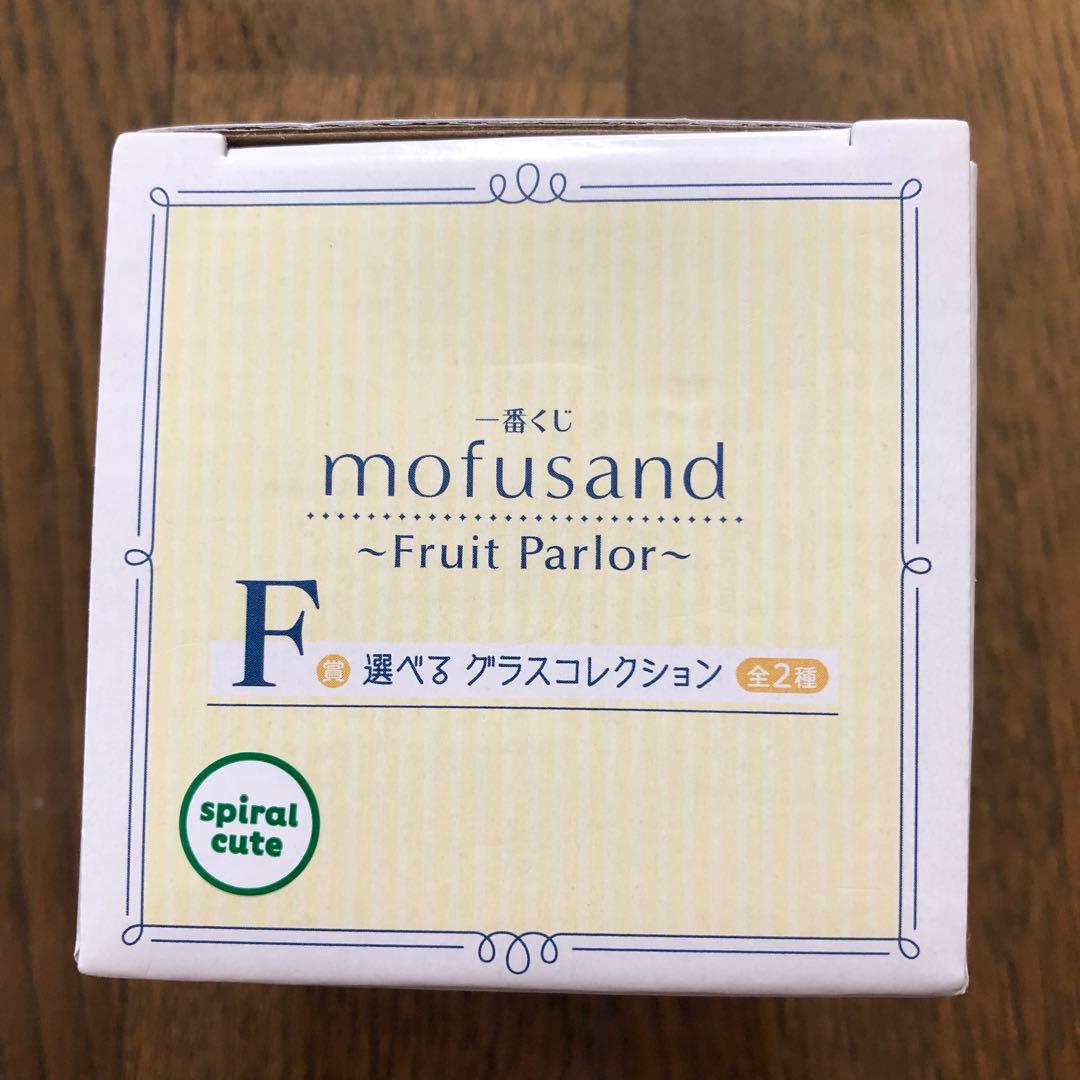 一番くじ
mofusand
~Fruit Parlor~
F賞 選べる グラスコレクション 全2種
spiral
cute